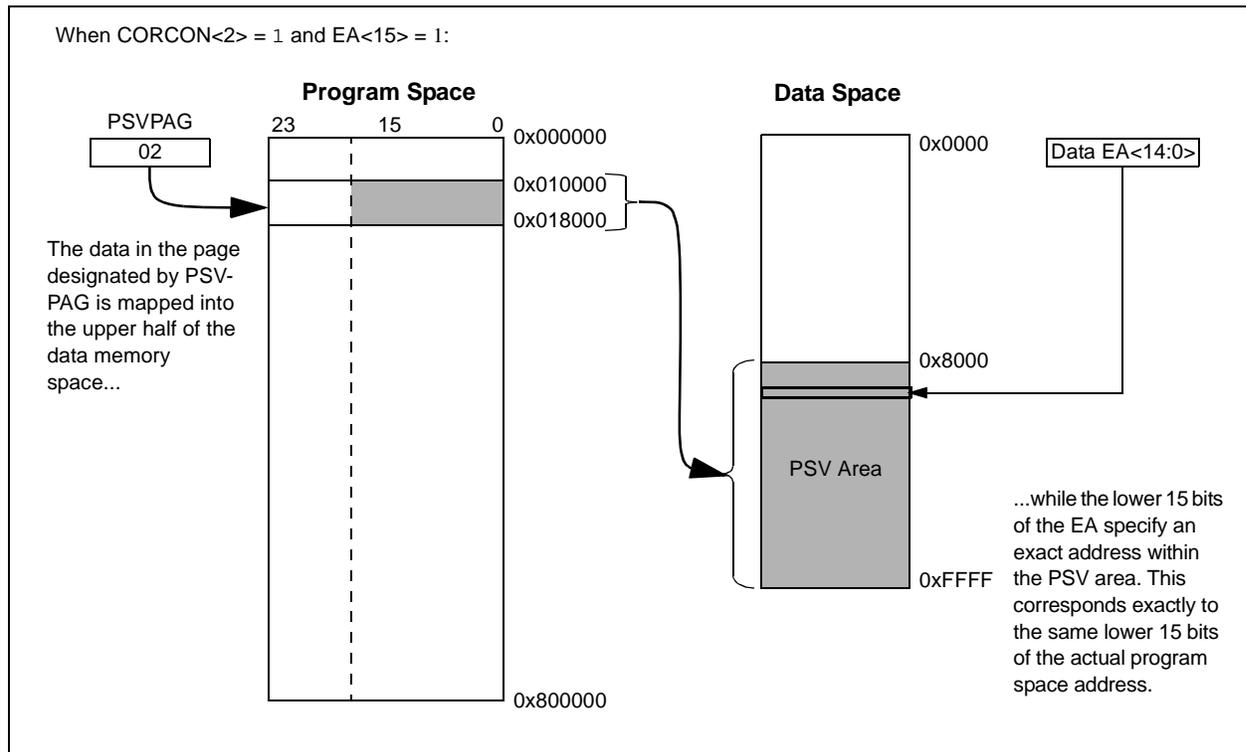 When CORCON<2> = 1 and EA<15> = 1:
Program Space
Data Space
PSVPAG
02
23
15
0
0x000000
0x010000
0x018000
0x800000
The data in the page
designated by PSV-
PAG is mapped into
the upper half of the
data memory
space...
0x0000
0x8000
0xFFFF
PSV Area
Data EA<14:0>
...while the lower 15 bits
of the EA specify an
exact address within
the PSV area. This
corresponds exactly to
the same lower 15 bits
of the actual program
space address.